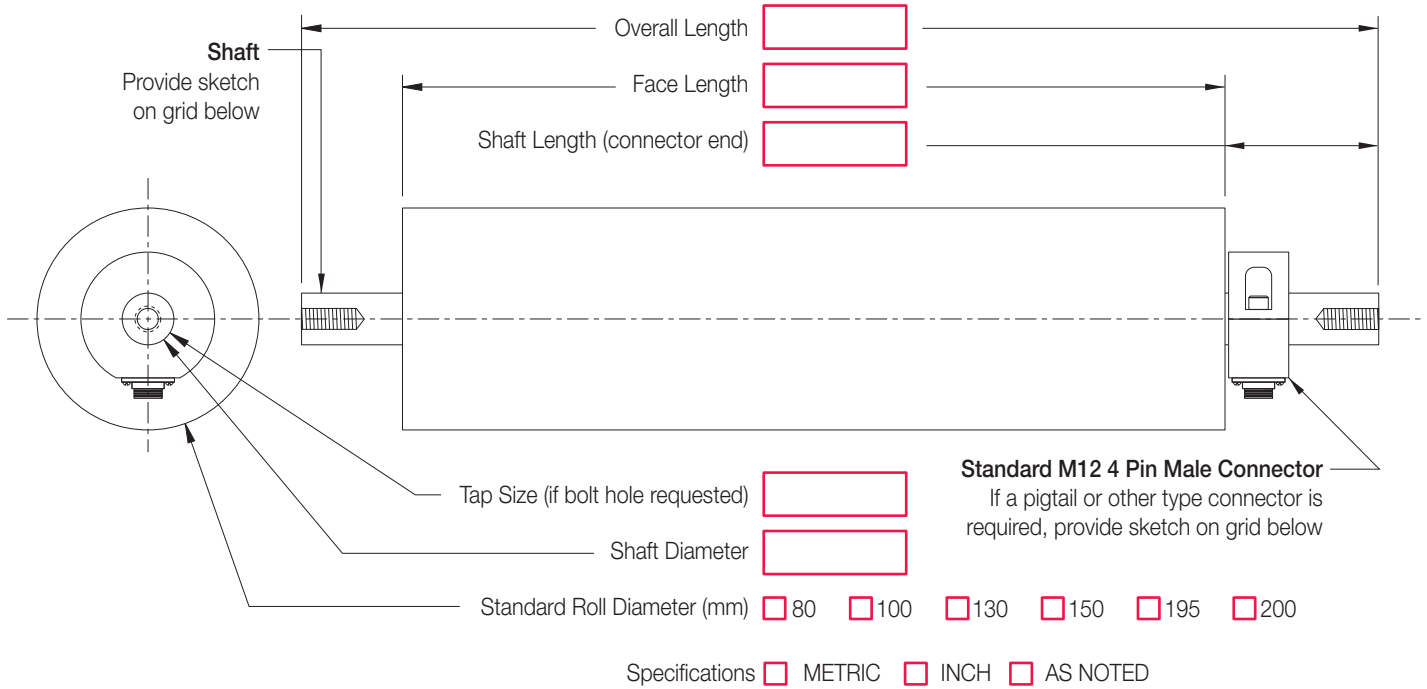 Overall Length
Shaft
Provide sketch
on grid below
Face Length
Shaft Length (connector end)
Standard M12 4 Pin Male Connector
If a pigtail or other type connector is
required, provide sketch on grid below
Tap Size (if bolt hole requested)
Shaft Diameter
Standard Roll Diameter (mm) 80 100 130 150 195 200
Specifications METRIC INCH AS NOTED